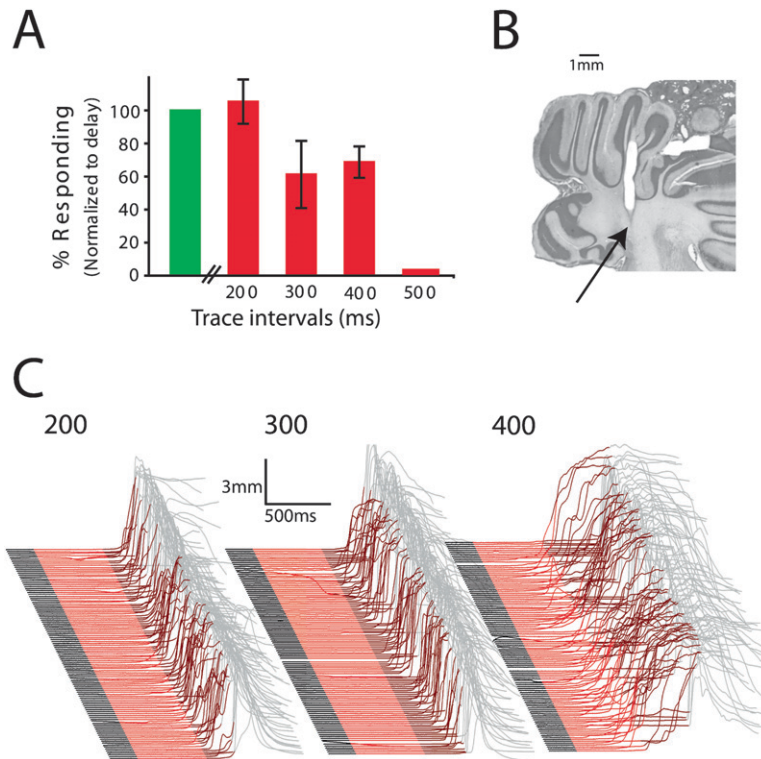 A
B
1mm
% Responding
(Normalized to delay)
100
80
60
40
20
0
200
300
400
500
Trace intervals (ms)
C
200
300
400
3mm
500ms